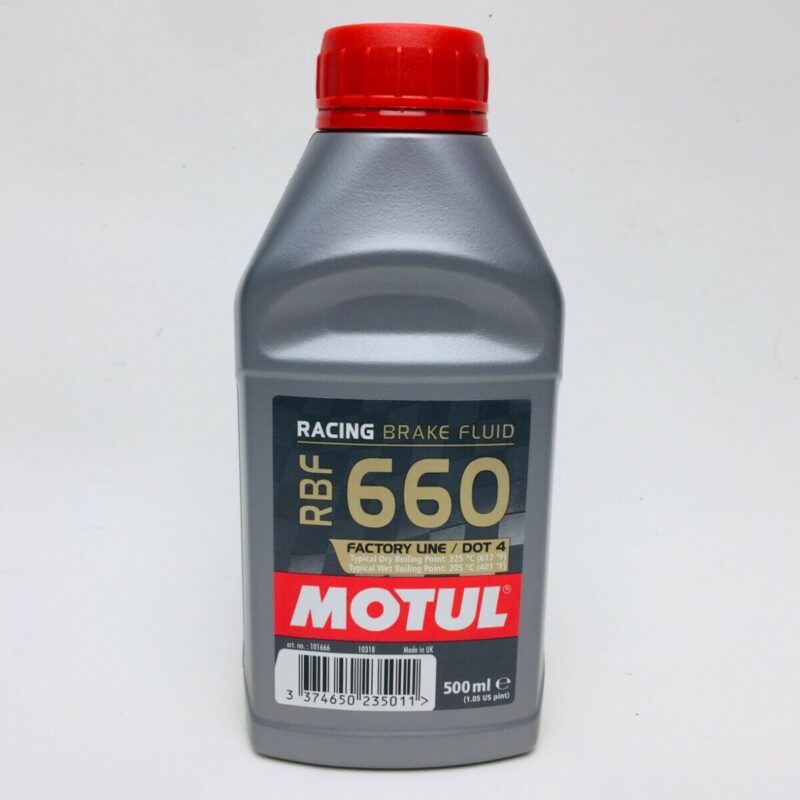 RACING BRAKE FLUID
RBF 660
FACTORY LINE / DOT 4
Typical Dry Boiling Point: 325 °C (617 °F)
Typical Wet Boiling Point: 205 °C (401 °F)
MOTUL®
art. no. : 101666 10318 Made in UK
3 374650 235011 >
500 ml ℮
(1.05 US pint)